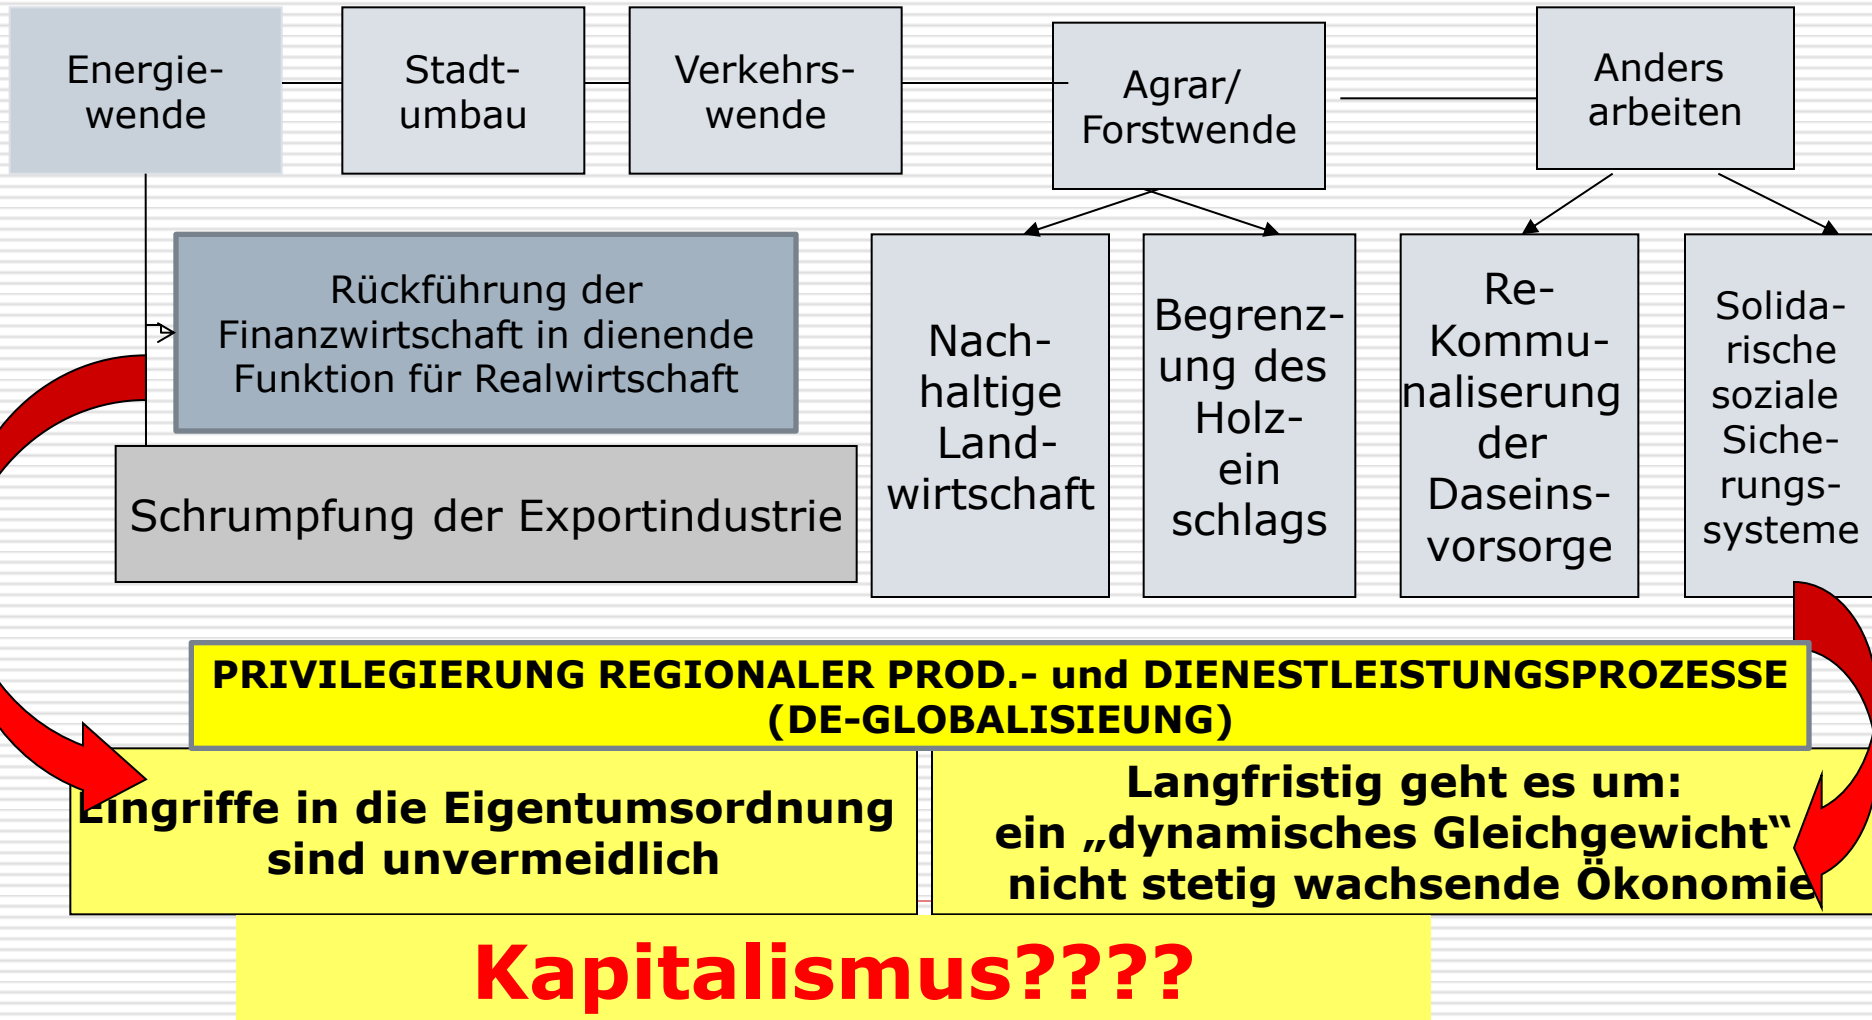 Energie-
wende
Stadt-
umbau
Verkehrs-
wende
Agrar/
Forstwende
Anders
arbeiten
Rückführung der
Finanzwirtschaft in dienende
Funktion für Realwirtschaft
Schrumpfung der Exportindustrie
Nach-
haltige
Land-
wirtschaft
Begrenz-
ung des
Holz-
ein
schlags
Re-
Kommu-
naliserung
der
Daseins-
vorsorge
Solida-
rische
soziale
Siche-
rungs-
systeme
PRIVILEGIERUNG REGIONALER PROD.- und DIENESTLEISTUNGSPROZESSE
(DE-GLOBALISIEUNG)
Eingriffe in die Eigentumsordnung
sind unvermeidlich
Langfristig geht es um:
ein „dynamisches Gleichgewicht“
nicht stetig wachsende Ökonomie
Kapitalismus????